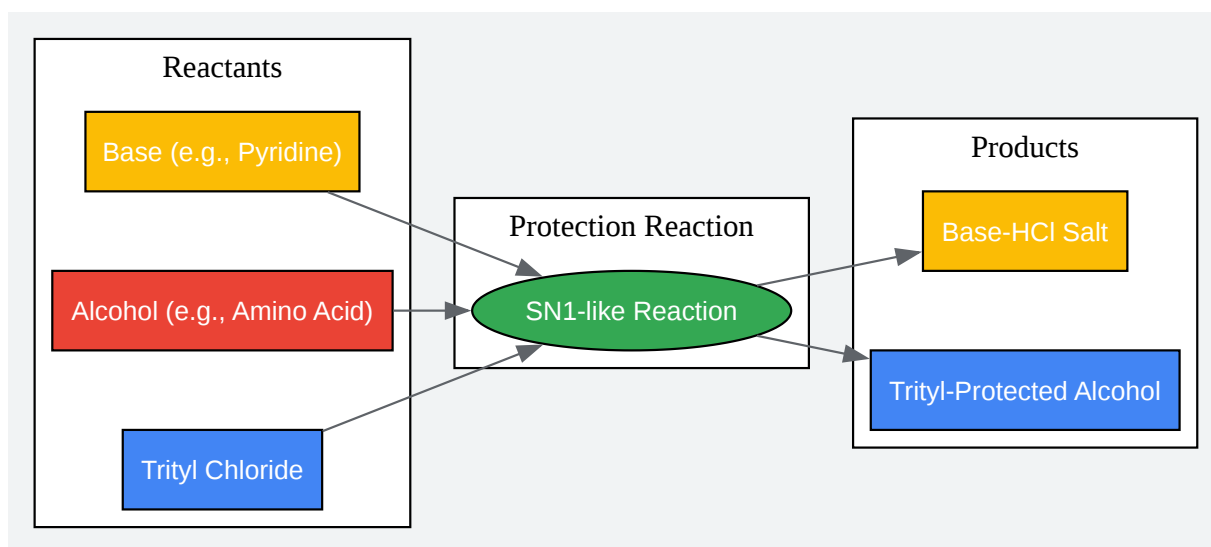 Reactants
Base (e.g., Pyridine)
Alcohol (e.g., Amino Acid)
Trityl Chloride
Protection Reaction
SN1-like Reaction
Products
Base-HCl Salt
Trityl-Protected Alcohol